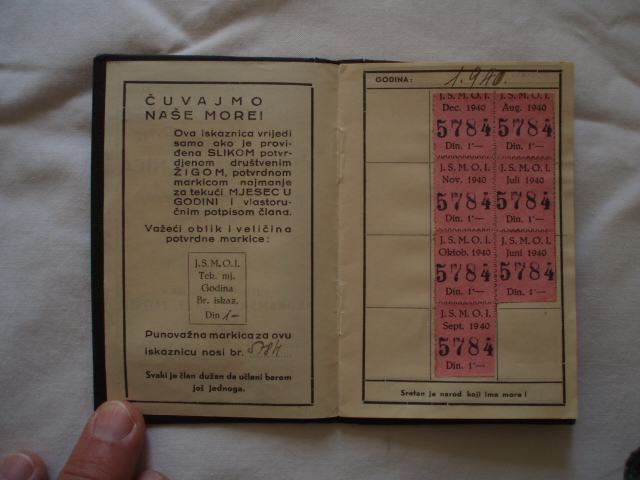 ČUVAJMO
NAŠE MORE!
Ova iskaznica vrijedi
samo ako je provi-
đena SLIKOM potvr-
djenom društvenim
ŽIGOM, potvrdnom
markicom najmanje
za tekući MJESEC U
GODINI i vlastoru-
čnim potpisom člana.
Važeći oblik i veličina
potvrdne markice:
J.S.M.O.I.
Tek. mj.
Godina
Br. iskaz.
Din 1—
Punovažna markica za ovu
iskaznicu nosi br. 5784
Svaki je član dužan da učlani barem
još jednoga.
GODINA: 1.940.
J.S.M.O.I.
Dec. 1940
5784
Din. 1·—
J.S.M.O.I.
Aug. 1940
5784
Din. 1·—
J.S.M.O.I.
Nov. 1940
5784
Din. 1·—
J.S.M.O.I.
Juli 1940
5784
Din. 1·—
J.S.M.O.I.
Oktob. 1940
5784
Din. 1·—
J.S.M.O.I.
Juni 1940
5784
Din. 1·—
J.S.M.O.I.
Sept. 1940
5784
Din. 1·—
Sretan je narod koji ima more!